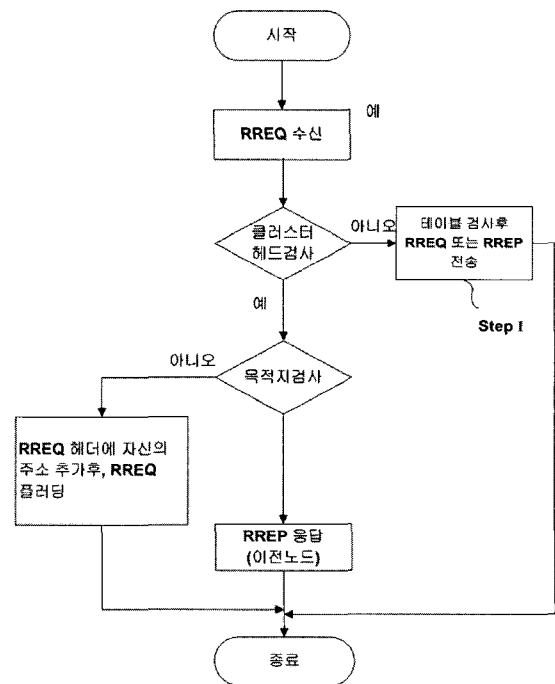 시작
예
RREQ 수신
클러스터
헤드검사
아니오
테이블 검사후
RREQ 또는 RREP
전송
Step I
예
아니오
목적지검사
RREQ 헤더에 자신의
주소 추가후, RREQ
플러딩
RREP 응답
(이전노드)
종료